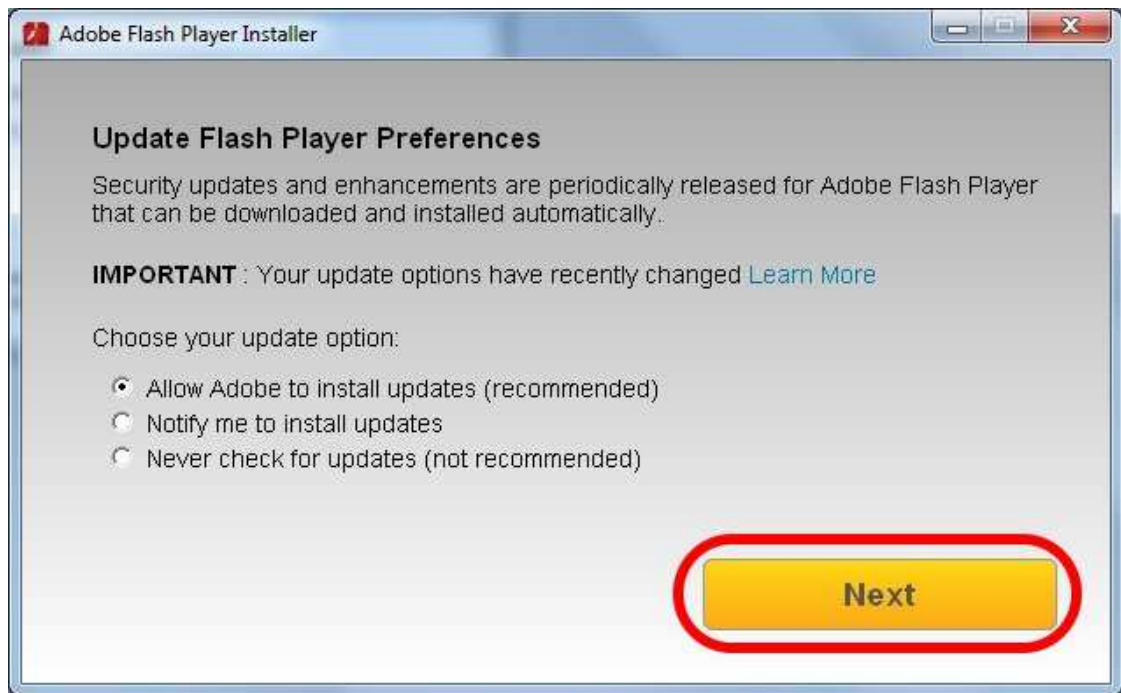 Adobe Flash Player Installer
Update Flash Player Preferences
Security updates and enhancements are periodically released for Adobe Flash Player
that can be downloaded and installed automatically.
IMPORTANT : Your update options have recently changed Learn More
Choose your update option:
Allow Adobe to install updates (recommended)
Notify me to install updates
Never check for updates (not recommended)
Next